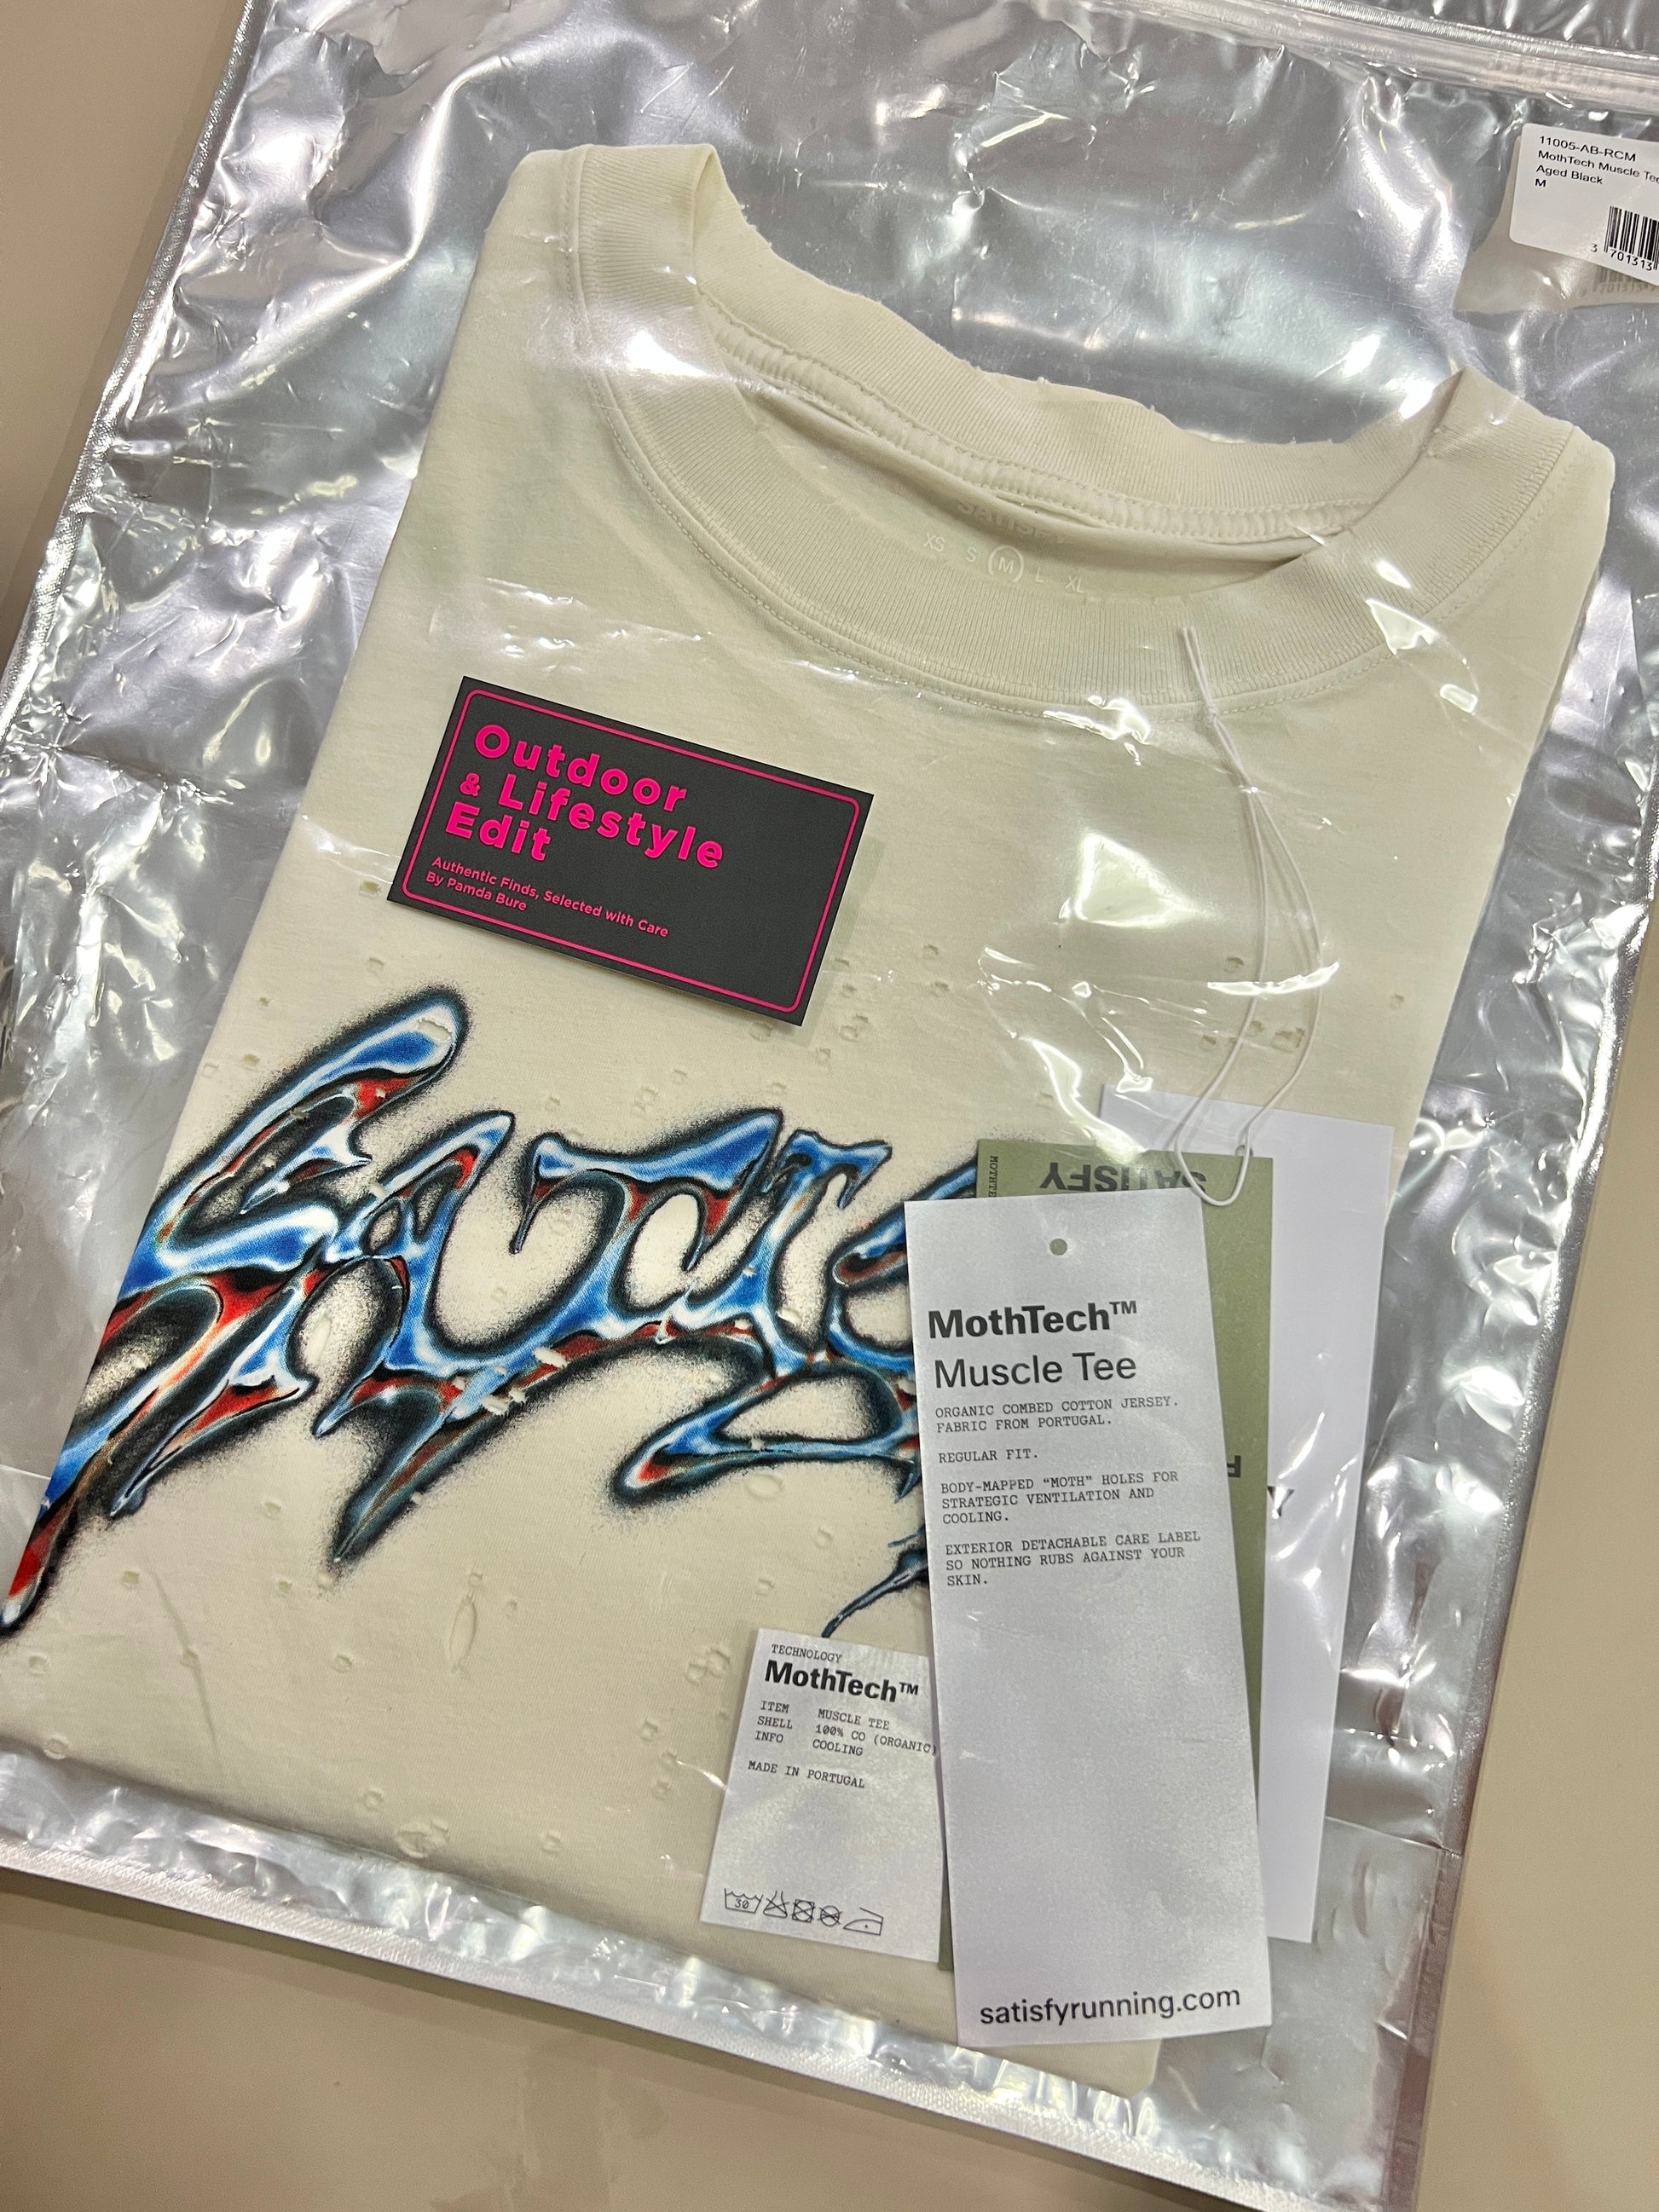 11005-AB-RCM
MothTech Muscle Tee
Aged Black
M
3 701313
SATISFY
XS S M L XL
Outdoor
& Lifestyle
Edit
Authentic Finds, Selected with Care
By Pamda Bure
SATISFY
MothTech™
Muscle Tee
ORGANIC COMBED COTTON JERSEY.
FABRIC FROM PORTUGAL.
REGULAR FIT.
BODY-MAPPED “MOTH” HOLES FOR
STRATEGIC VENTILATION AND
COOLING.
EXTERIOR DETACHABLE CARE LABEL
SO NOTHING RUBS AGAINST YOUR
SKIN.
satisfyrunning.com
TECHNOLOGY
MothTech™
ITEM MUSCLE TEE
SHELL 100% CO (ORGANIC)
INFO COOLING
MADE IN PORTUGAL
30